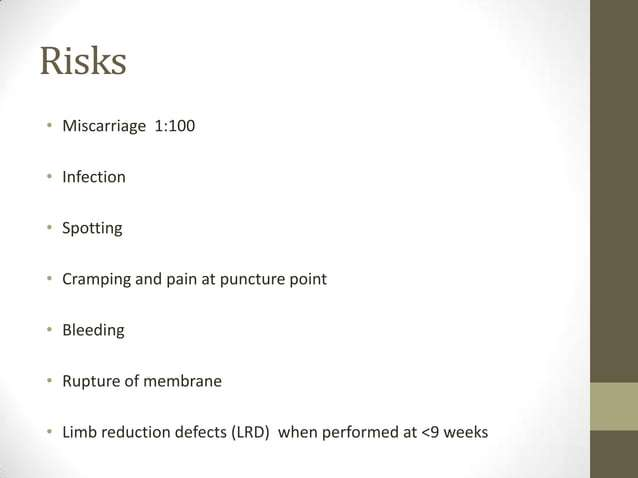 Risks
• Miscarriage 1:100
• Infection
• Spotting
• Cramping and pain at puncture point
• Bleeding
• Rupture of membrane
• Limb reduction defects (LRD) when performed at <9 weeks